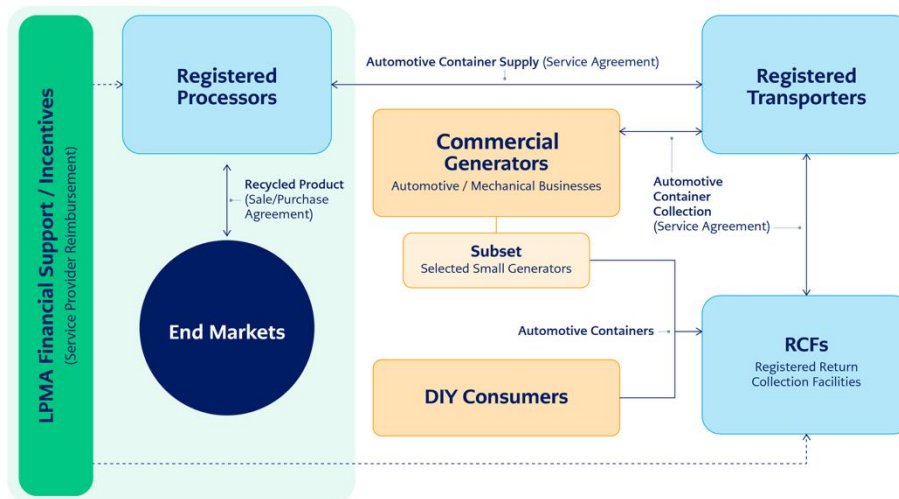 LPMA Financial Support / Incentives
(Service Provider Reimbursement)
Registered
Processors
Automotive Container Supply (Service Agreement)
Registered
Transporters
Commercial
Generators
Automotive / Mechanical Businesses
Recycled Product
(Sale/Purchase
Agreement)
Automotive
Container
Collection
(Service Agreement)
Subset
Selected Small Generators
End Markets
Automotive Containers
RCFs
Registered Return
Collection Facilities
DIY Consumers